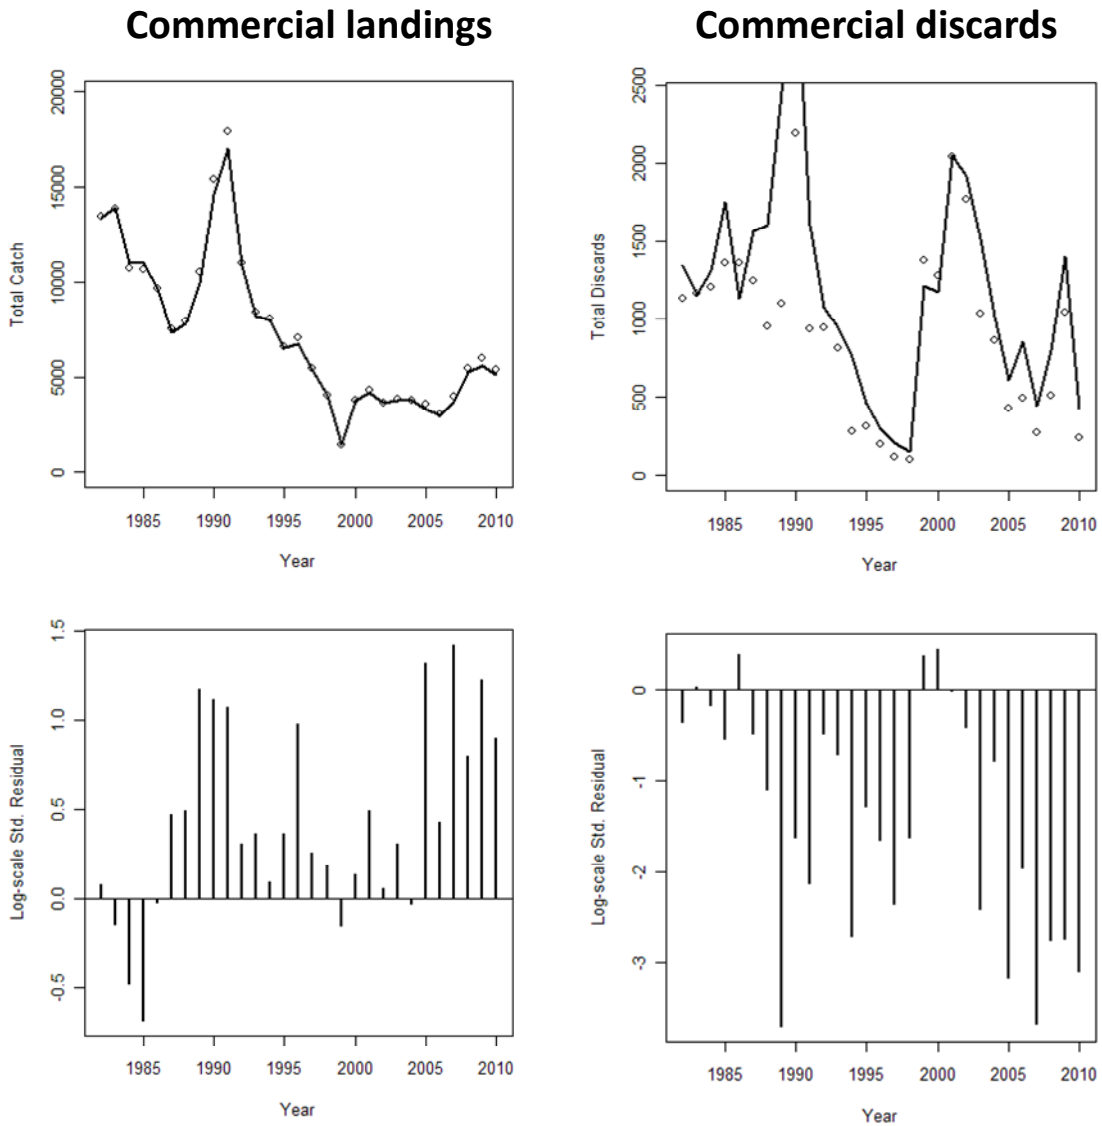 Commercial landings
Commercial discards
Total Catch
20000
15000
10000
5000
0
1985 1990 1995 2000 2005 2010
Year
Total Discards
2500
2000
1500
1000
500
0
1985 1990 1995 2000 2005 2010
Year
Log-scale Std. Residual
1.5
1.0
0.5
0.0
-0.5
1985 1990 1995 2000 2005 2010
Year
Log-scale Std. Residual
0
-1
-2
-3
1985 1990 1995 2000 2005 2010
Year